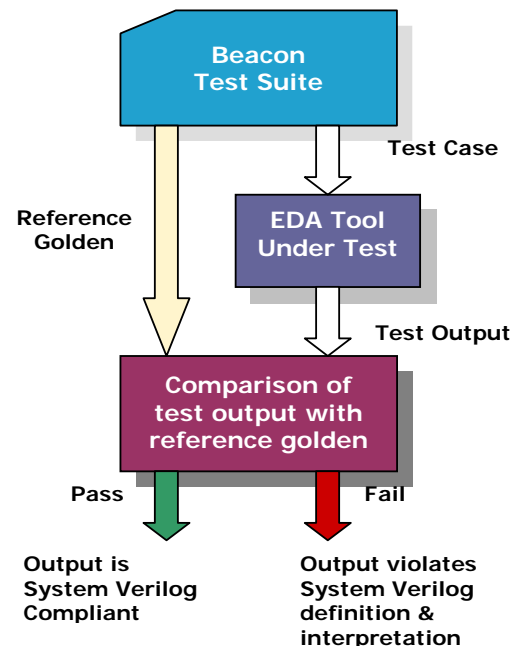 Beacon
Test Suite
Test Case
Reference
Golden
EDA Tool
Under Test
Test Output
Comparison of
test output with
reference golden
Pass
Fail
Output is
System Verilog
Compliant
Output violates
System Verilog
definition &
interpretation